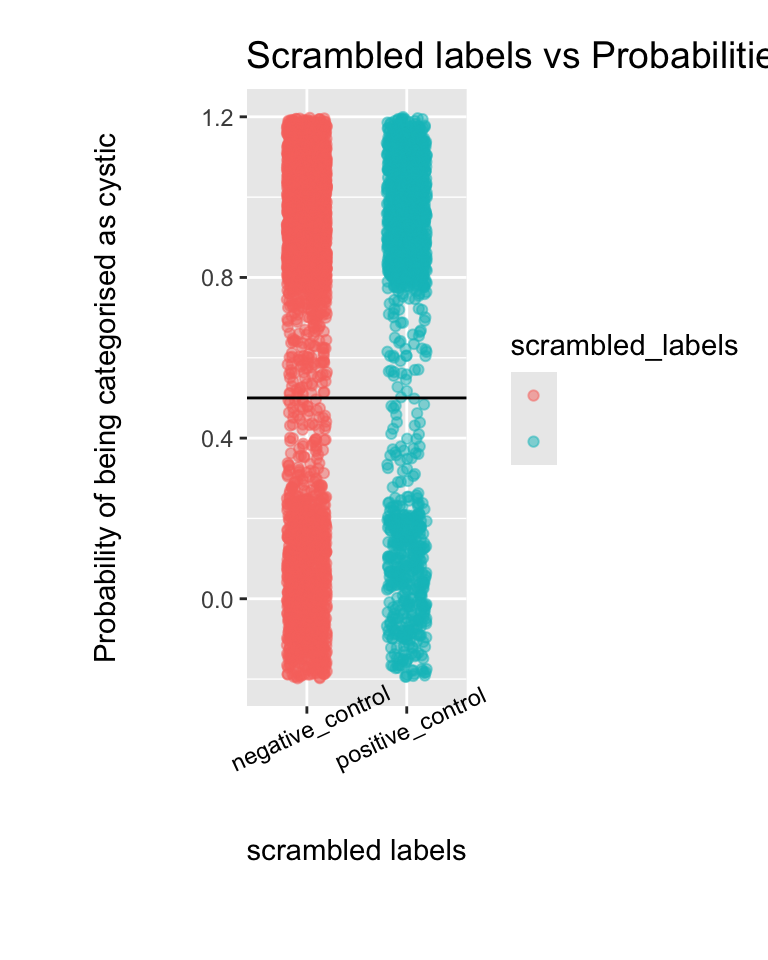 Scrambled labels vs Probabilitie
Probability of being categorised as cystic
1.2
0.8
0.4
0.0
negative_control
positive_control
scrambled labels
scrambled_labels